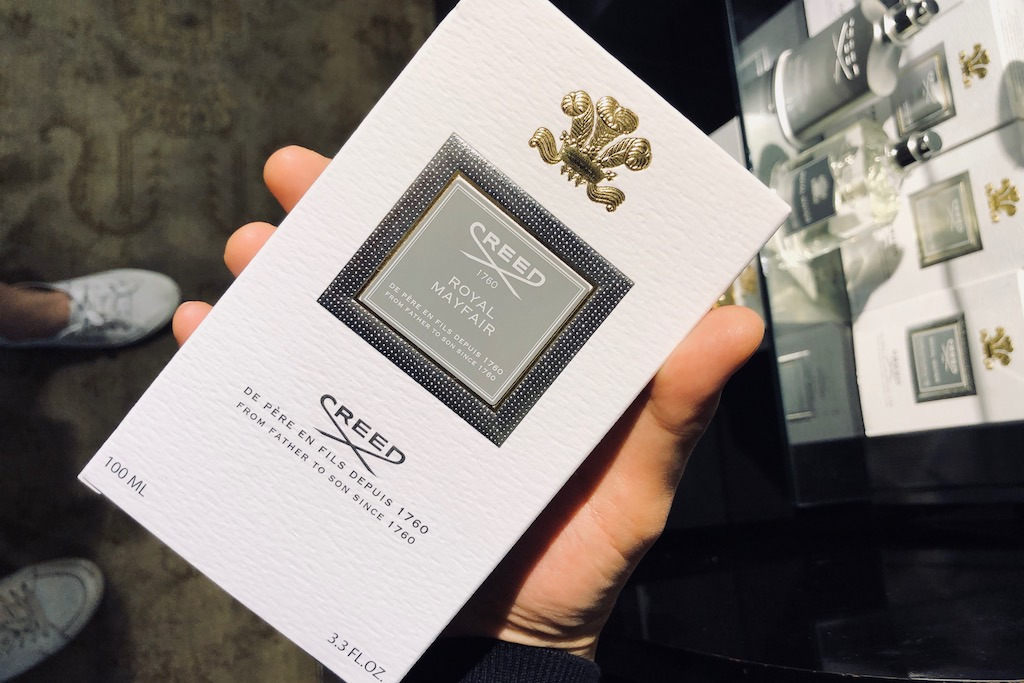 CREED
1760
ROYAL
MAYFAIR
DE PÈRE EN FILS DEPUIS 1760
FROM FATHER TO SON SINCE 1760
CREED
DE PÈRE EN FILS DEPUIS 1760
FROM FATHER TO SON SINCE 1760
100 ML
3.3 FL.OZ.
CREED